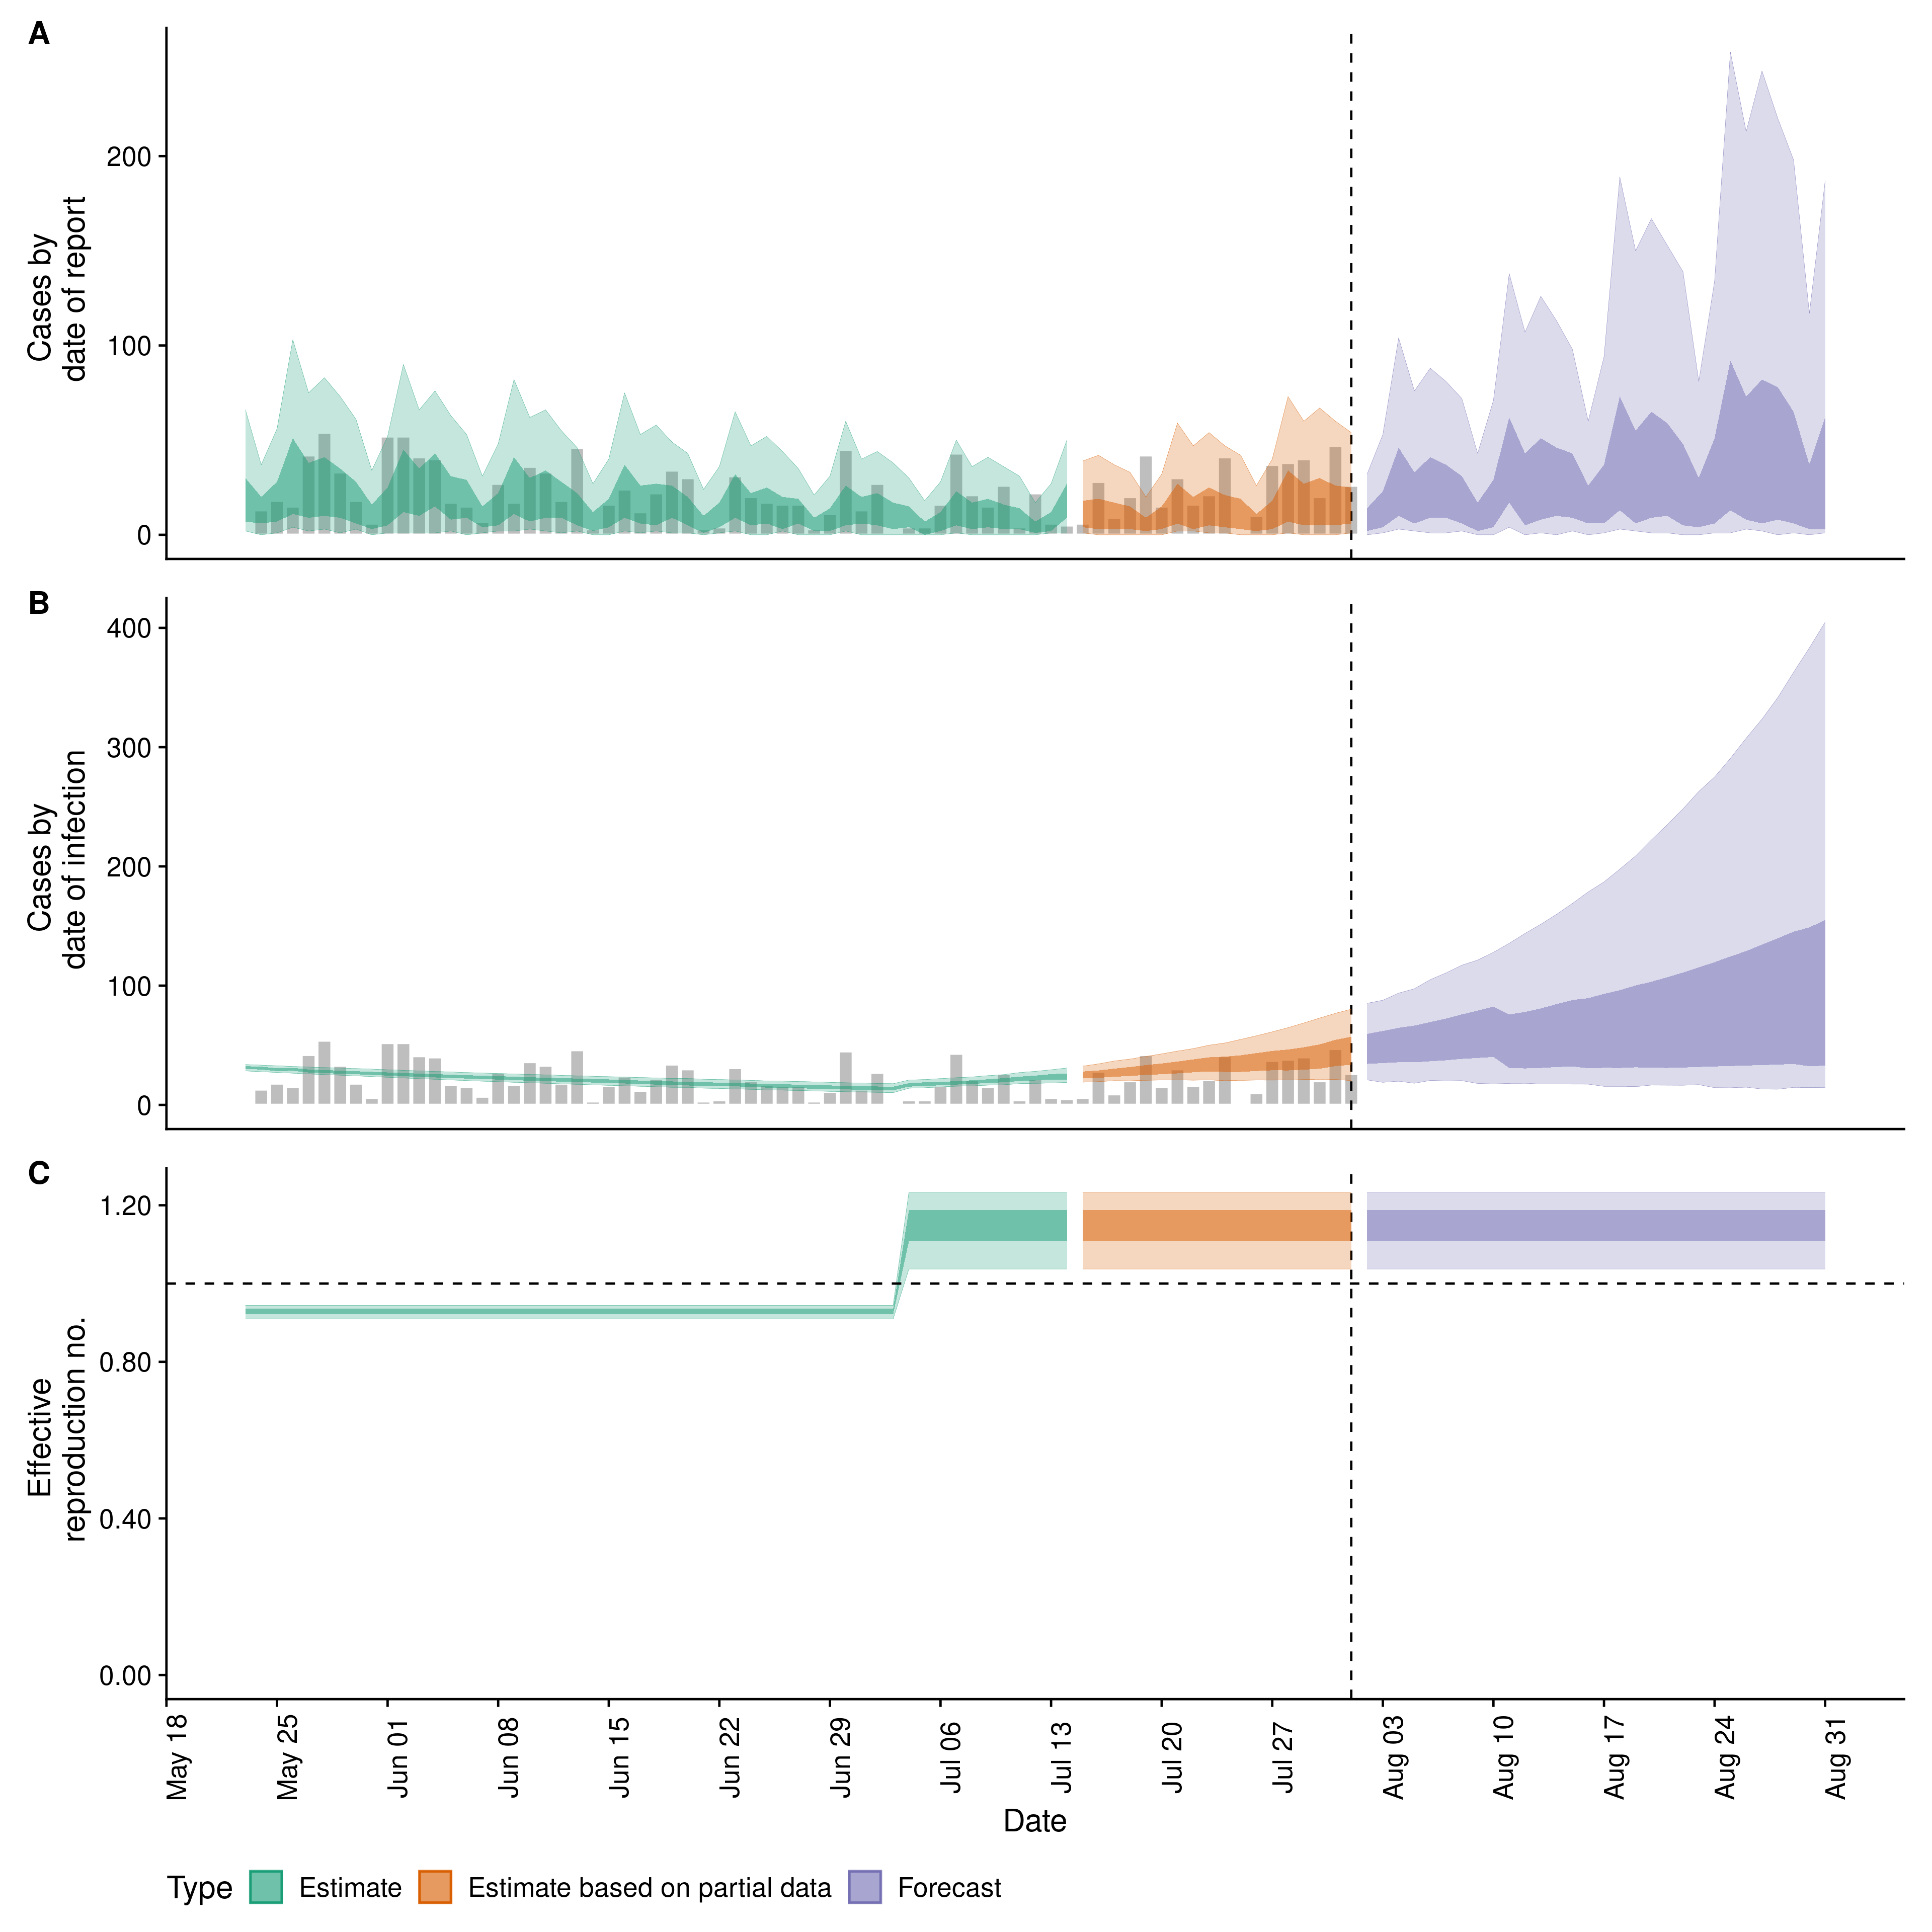 A
Cases by
date of report
200
100
0
B
Cases by
date of infection
400
300
200
100
0
C
Effective
reproduction no.
1.20
0.80
0.40
0.00
May 18
May 25
Jun 01
Jun 08
Jun 15
Jun 22
Jun 29
Jul 06
Jul 13
Jul 20
Jul 27
Aug 03
Aug 10
Aug 17
Aug 24
Aug 31
Date
Type Estimate Estimate based on partial data Forecast